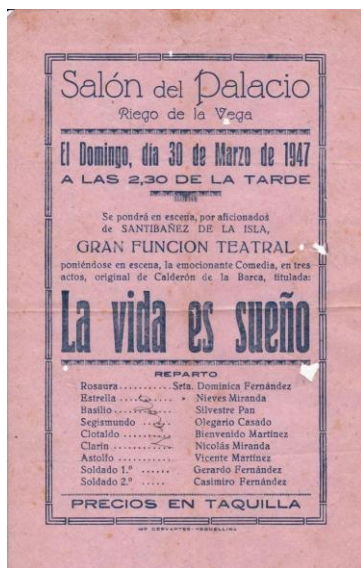 Salón del Palacio
Riego de la Vega
El Domingo, día 30 de Marzo de 1947
A LAS 2,30 DE LA TARDE
Se pondrá en escena, por aficionados
de SANTIBAÑEZ DE LA ISLA,
GRAN FUNCION TEATRAL
poniéndose en escena, la emocionante Comedia, en tres
actos, original de Calderón de la Barca, titulada:
La vida es sueño
REPARTO
Rosaura .......... Srta. Dominica Fernández
Estrella .......... » Nieves Miranda
Basilio .......... Silvestre Pan
Segismundo ....... Olegario Casado
Clotaldo .......... Bienvenido Martínez
Clarín .......... Nicolás Miranda
Astolfo .......... Vicente Martínez
Soldado 1.º ...... Gerardo Fernández
Soldado 2.º ...... Casimiro Fernández
PRECIOS EN TAQUILLA
IMP. CERVANTES-VEGUELLINA